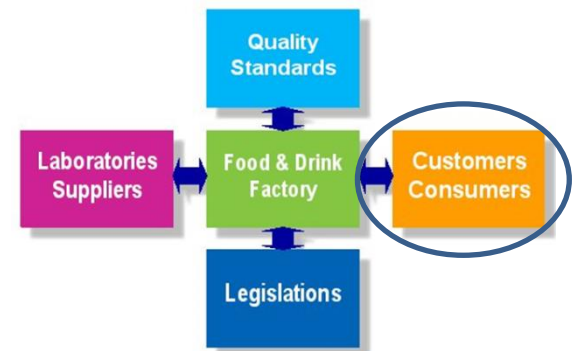 Quality
Standards
Laboratories
Suppliers
Food & Drink
Factory
Customers
Consumers
Legislations